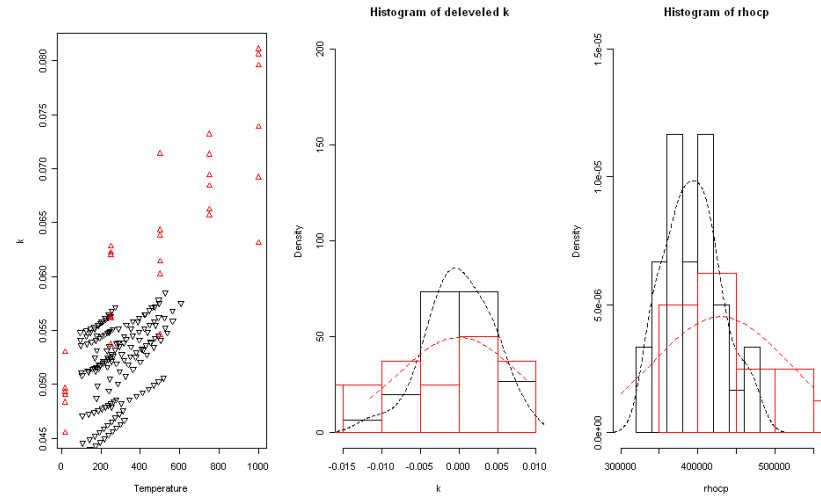 Histogram of deleveled k
Histogram of rhocp
k
0.045
0.050
0.055
0.060
0.065
0.070
0.075
0.080
0
200
400
600
800
1000
Temperature
Density
0
50
100
150
200
-0.015
-0.010
-0.005
0.000
0.005
0.010
k
Density
0.0e+00
5.0e-06
1.0e-05
1.5e-05
300000
400000
500000
rhocp